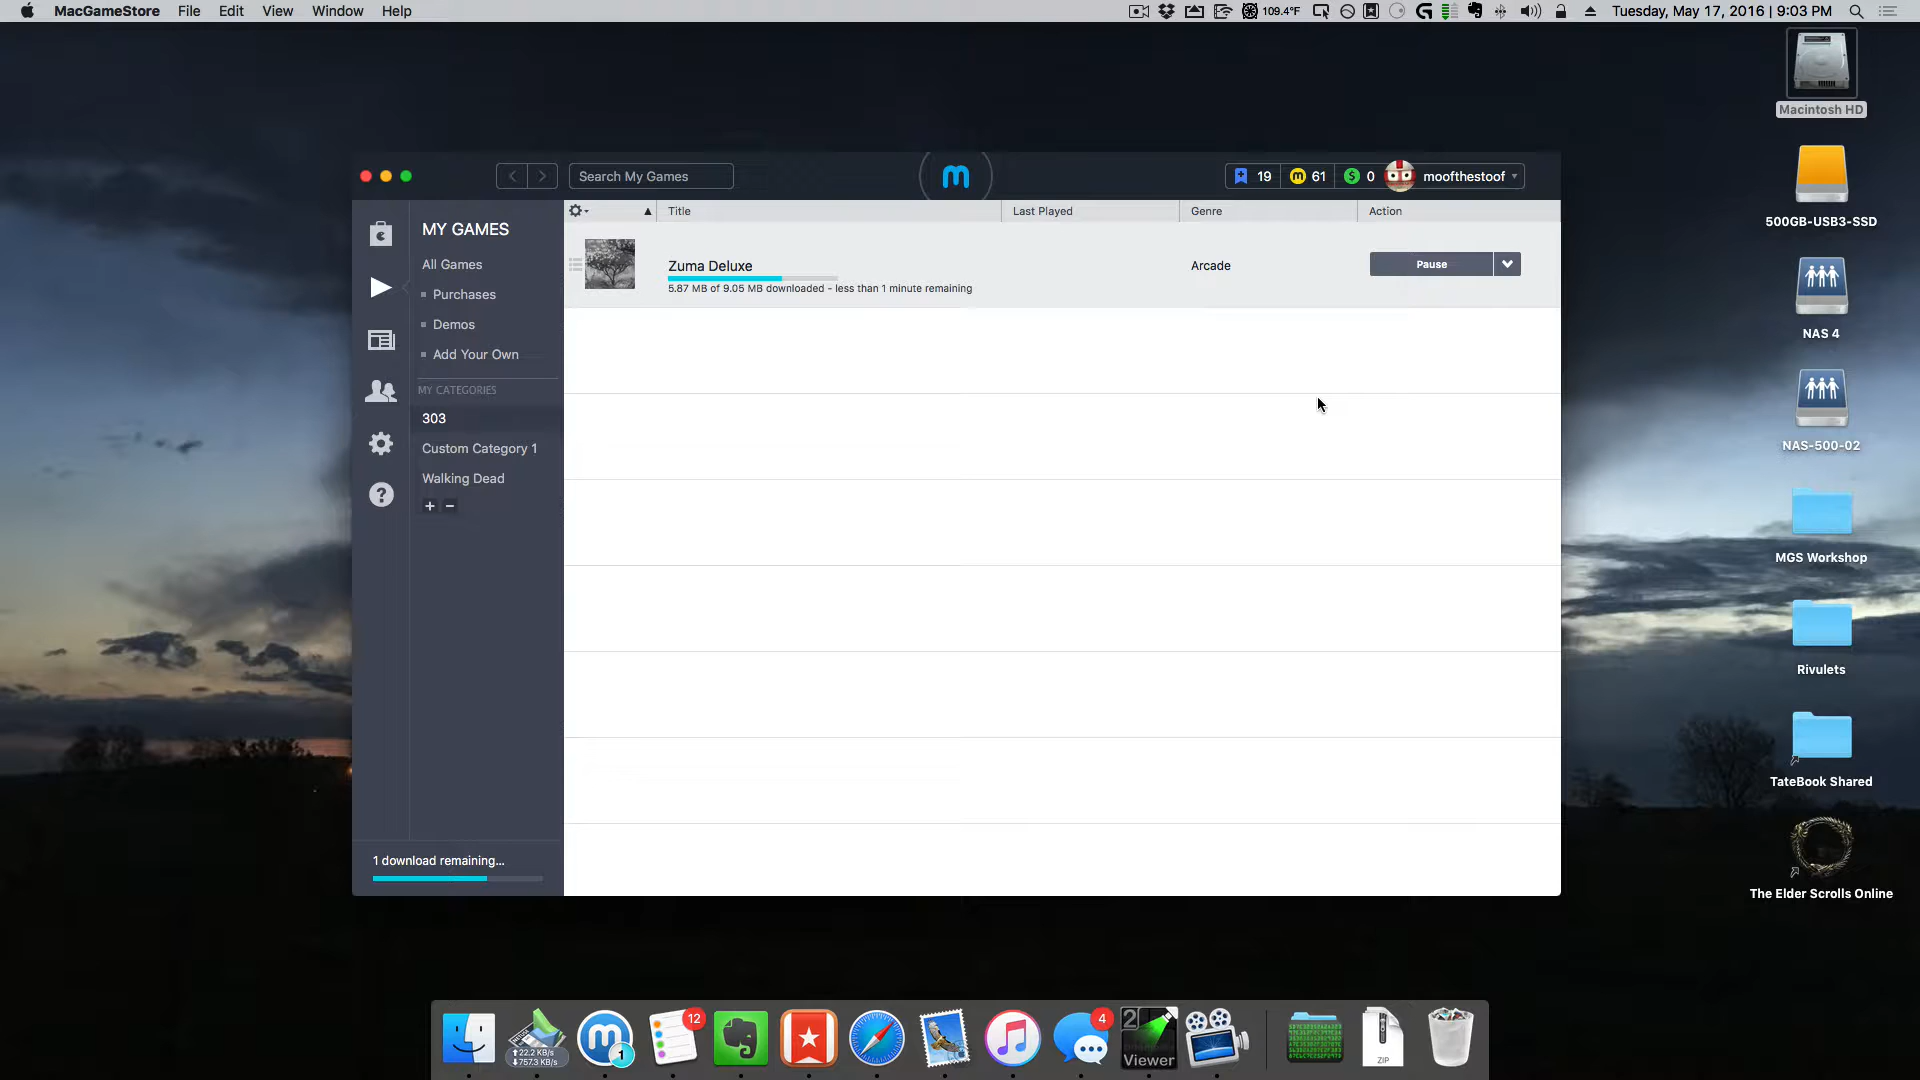 MacGameStore File Edit View Window Help 109.4°F Tuesday, May 17, 2016 | 9:03 PM
Macintosh HD
500GB-USB3-SSD
NAS 4
NAS-500-02
MGS Workshop
Rivulets
TateBook Shared
The Elder Scrolls Online
Search My Games m 19 m 61 $ 0 moofthestoof
MY GAMES
All Games
Purchases
Demos
Add Your Own
MY CATEGORIES
303
Custom Category 1
Walking Dead
+ −
?
1 download remaining...
Title Last Played Genre Action
Zuma Deluxe Arcade Pause
5.87 MB of 9.05 MB downloaded - less than 1 minute remaining
22.2 KB/s
757.3 KB/s
m 1
12
4
2
Viewer
ZIP